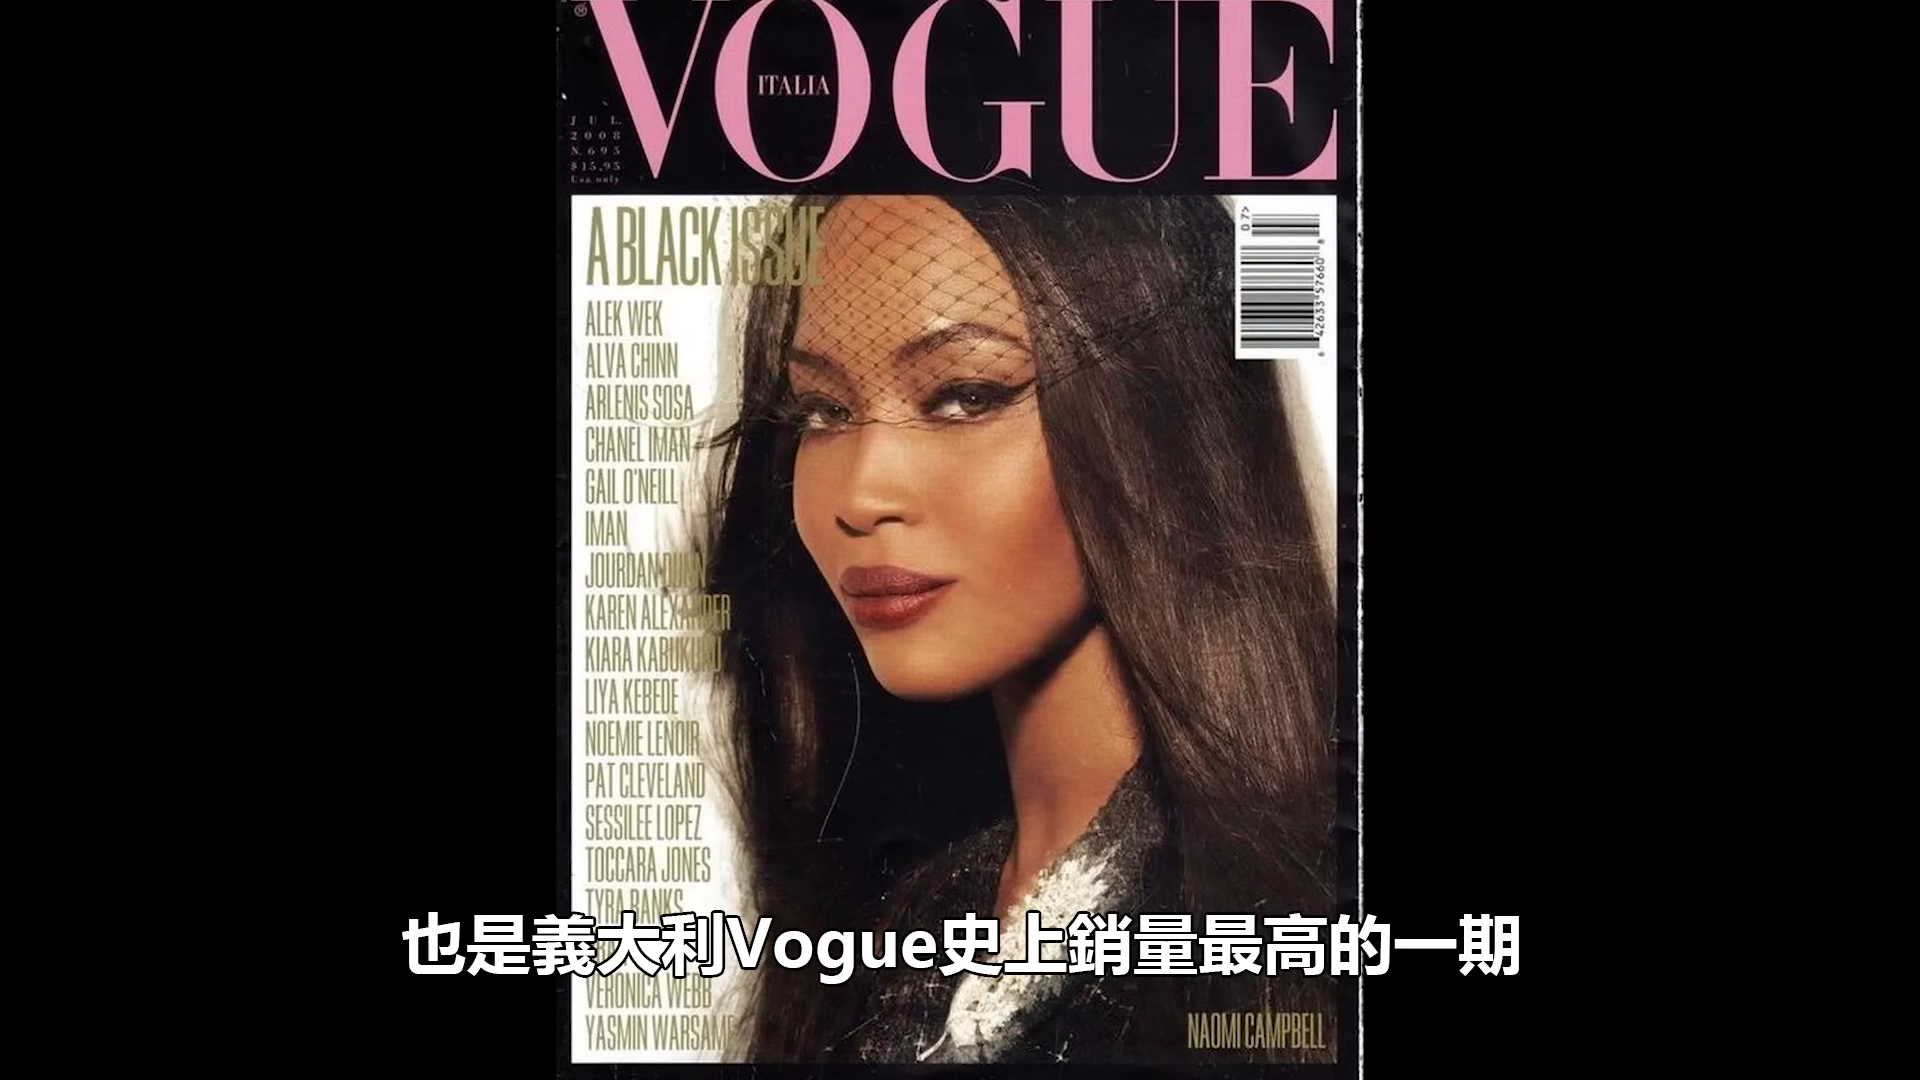 VOGUE
ITALIA
JUL.
2008
N. 695
$15,95
Usa only
A BLACK ISSUE
07>
ALEK WEK
ALVA CHINN
ARLENIS SOSA
CHANEL IMAN
GAIL O'NEILL
IMAN
JOURDAN DUNN
KAREN ALEXANDER
KIARA KABUKURU
LIYA KEBEDE
NOEMIE LENOIR
PAT CLEVELAND
SESSILEE LOPEZ
TOCCARA JONES
TYRA BANKS
也是義大利Vogue史上銷量最高的一期
VERONICA WEBB
YASMIN WARSAME
NAOMI CAMPBELL